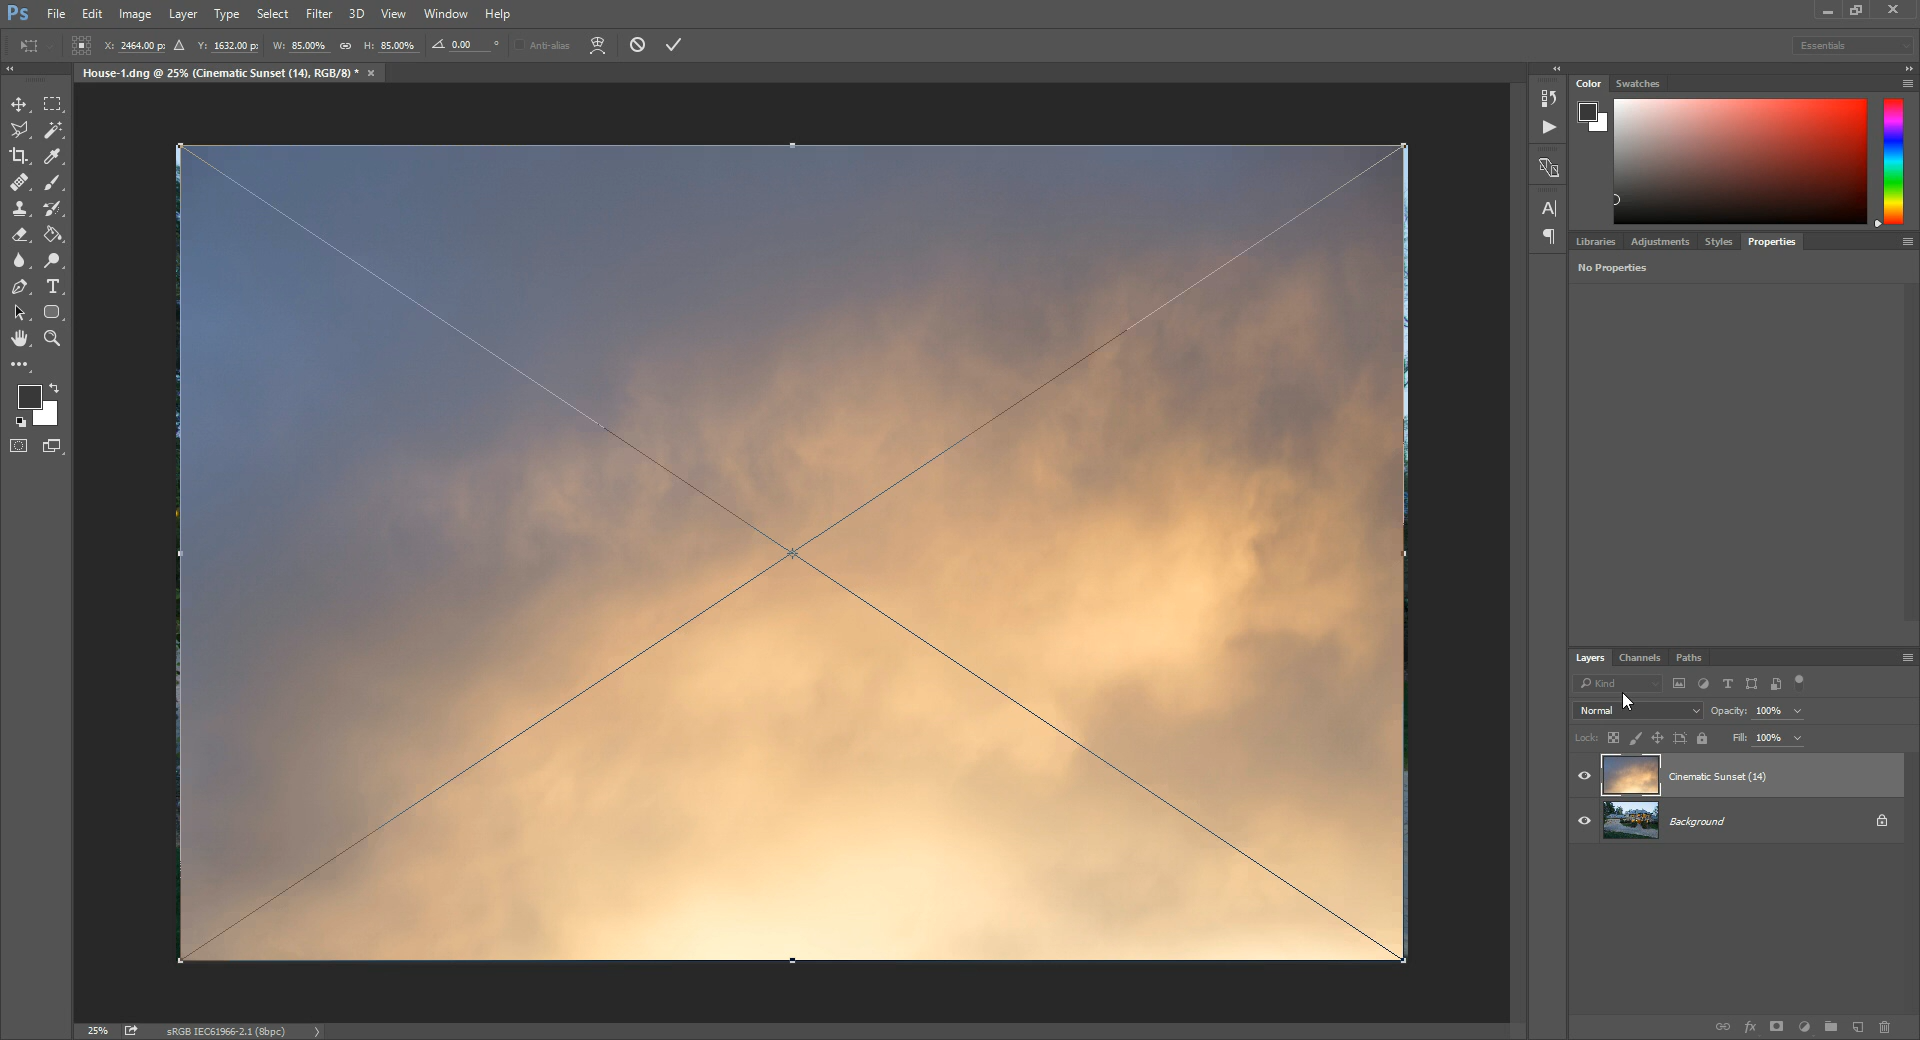 Ps File Edit Image Layer Type Select Filter 3D View Window Help
X: 2464.00 p: Y: 1632.00 p: W: 85.00% H: 85.00% 0.00 ° Anti-alias Essentials
House-1.dng @ 25% (Cinematic Sunset (14), RGB/8) * ×
Color Swatches
Libraries Adjustments Styles Properties
No Properties
Layers Channels Paths
Kind
Normal Opacity: 100%
Lock: Fill: 100%
Cinematic Sunset (14)
Background
25% sRGB IEC61966-2.1 (8bpc)